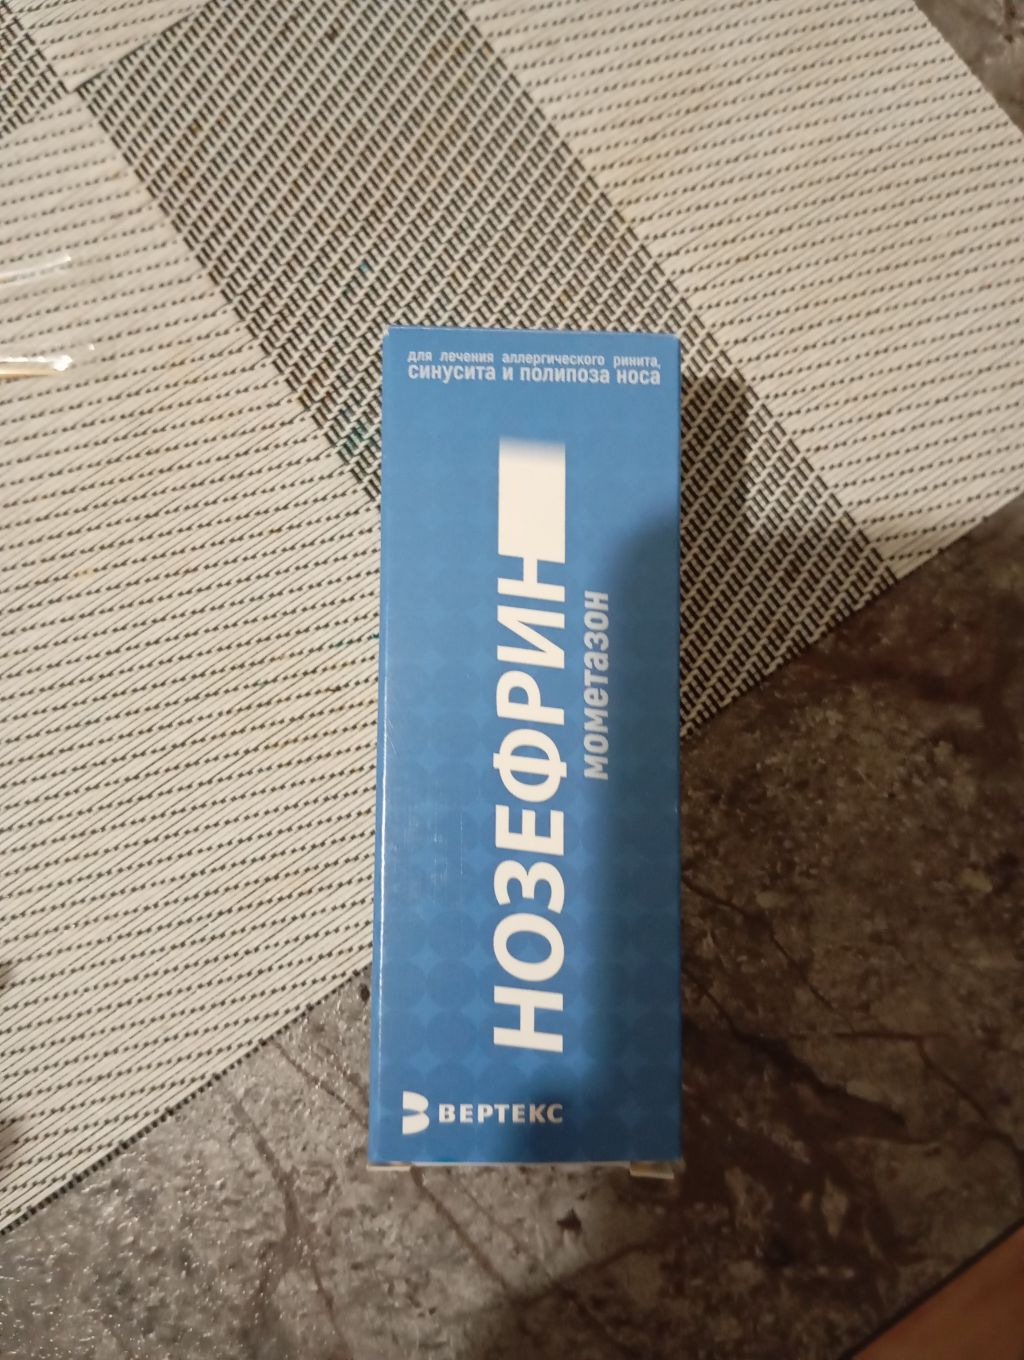 для лечения аллергического ринита,
синусита и полипоза носа
НОЗЕФРИН
мометазон
ВЕРТЕКС